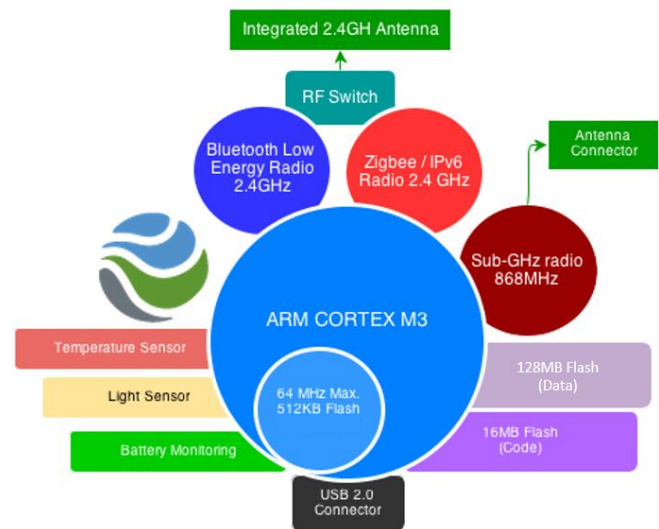 Integrated 2.4GH Antenna
RF Switch
Bluetooth Low
Energy Radio
2.4GHz
Zigbee / IPv6
Radio 2.4 GHz
Antenna
Connector
Sub-GHz radio
868MHz
ARM CORTEX M3
Temperature Sensor
Light Sensor
Battery Monitoring
64 MHz Max.
512KB Flash
128MB Flash
(Data)
16MB Flash
(Code)
USB 2.0
Connector